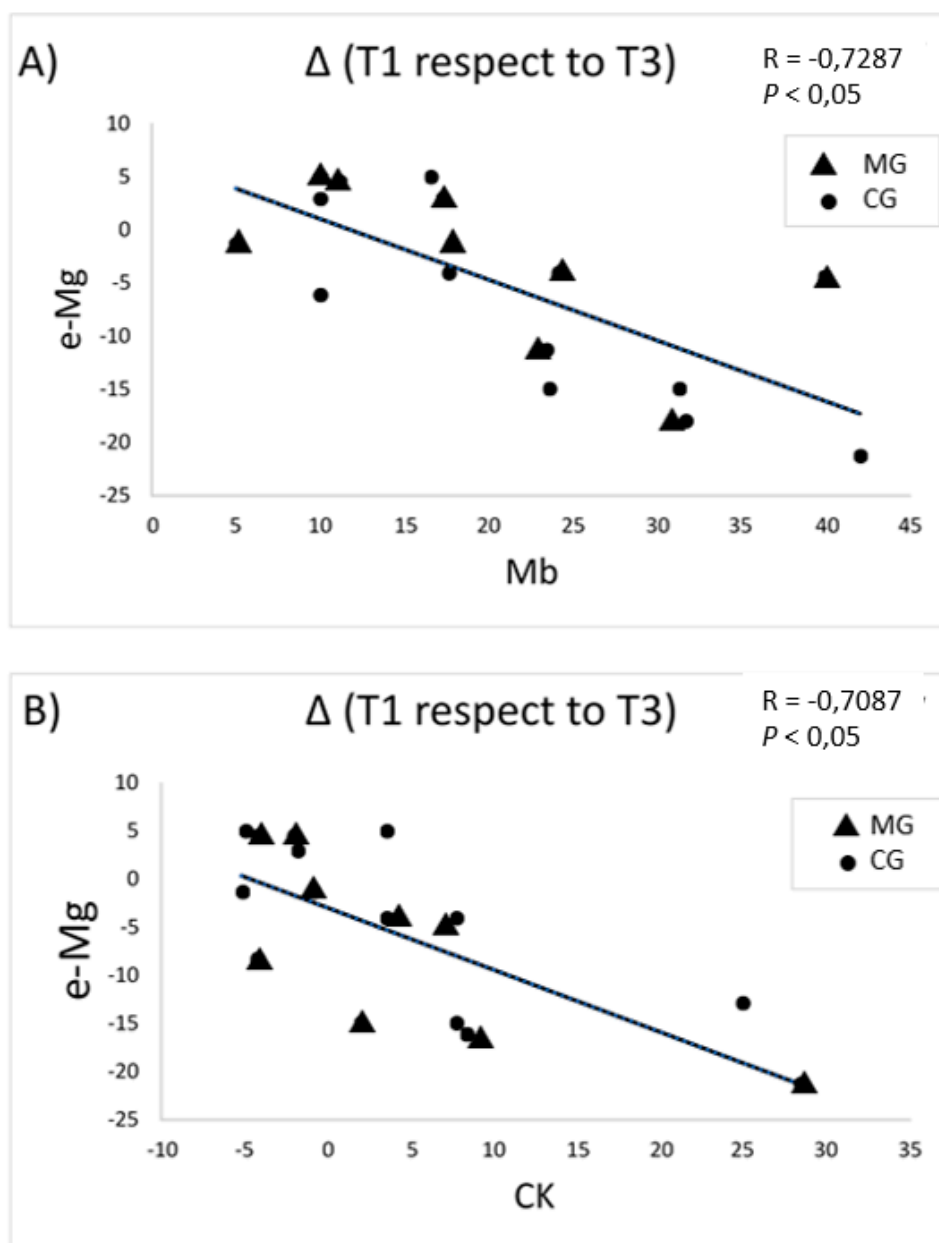 A)
Δ (T1 respect to T3)
R = -0,7287
P < 0,05
MG
CG
10
5
0
-5
-10
-15
-20
-25
e-Mg
0 5 10 15 20 25 30 35 40 45
Mb
B)
Δ (T1 respect to T3)
R = -0,7087
P < 0,05
MG
CG
10
5
0
-5
-10
-15
-20
-25
e-Mg
-10 -5 0 5 10 15 20 25 30 35
CK